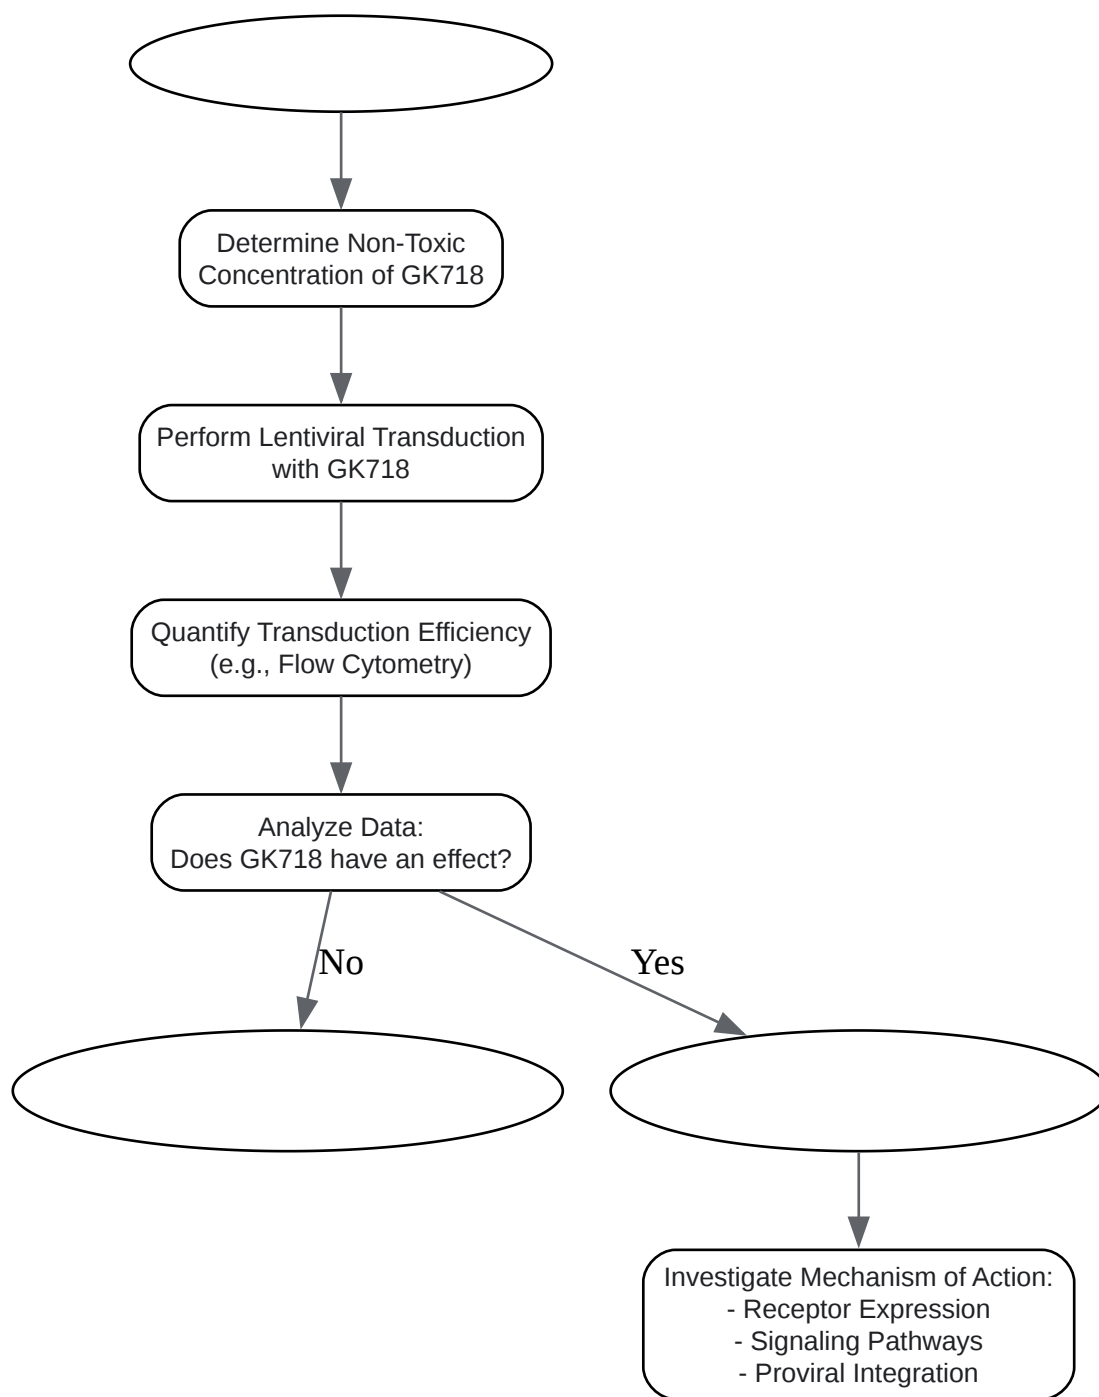 Determine Non-Toxic
Concentration of GK718
Perform Lentiviral Transduction
with GK718
Quantify Transduction Efficiency
(e.g., Flow Cytometry)
Analyze Data:
Does GK718 have an effect?
No
Yes
Investigate Mechanism of Action:
- Receptor Expression
- Signaling Pathways
- Proviral Integration